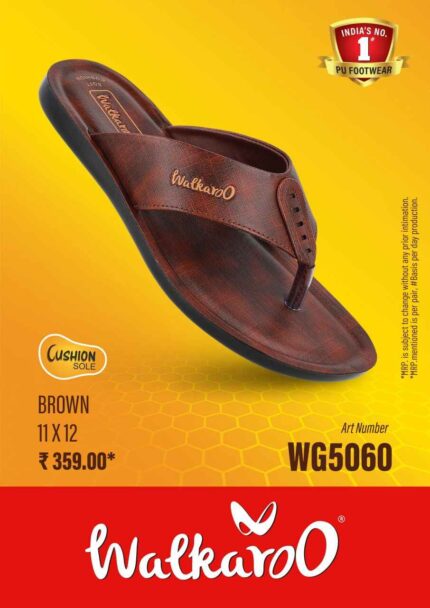 INDIA'S NO.
1*
PU FOOTWEAR
Walkaroo
Walkaroo
*MRP. is subject to change without any prior intimation.
*MRP.mentioned is per pair. #Basis per day production.
CUSHION
SOLE
BROWN
11 X 12
₹ 359.00*
Art Number
WG5060
Walkaroo®